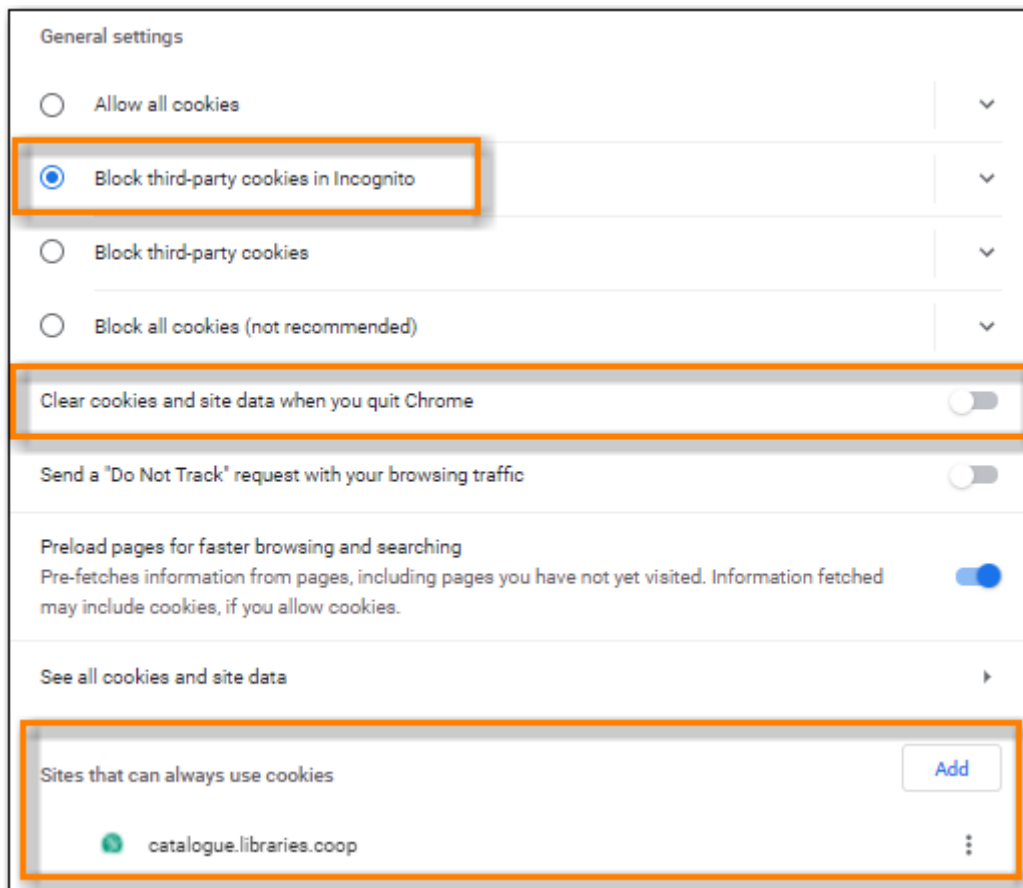 General settings
Allow all cookies
Block third-party cookies in Incognito
Block third-party cookies
Block all cookies (not recommended)
Clear cookies and site data when you quit Chrome
Send a "Do Not Track" request with your browsing traffic
Preload pages for faster browsing and searching
Pre-fetches information from pages, including pages you have not yet visited. Information fetched
may include cookies, if you allow cookies.
See all cookies and site data
Sites that can always use cookies
Add
catalogue.libraries.coop